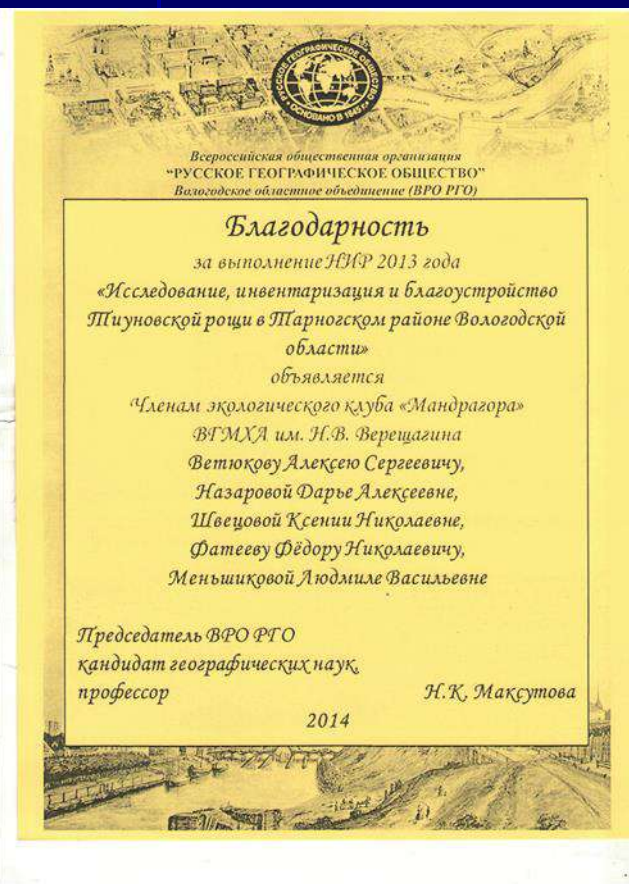 РУССКОЕ ГЕОГРАФИЧЕСКОЕ ОБЩЕСТВО
• ОСНОВАНО В 1845 г. •
Всероссийская общественная организация
“РУССКОЕ ГЕОГРАФИЧЕСКОЕ ОБЩЕСТВО”
Вологодское областное объединение (ВРО РГО)
Благодарность
за выполнение НИР 2013 года
«Исследование, инвентаризация и благоустройство
Тиуновской рощи в Тарногском районе Вологодской
области»
объявляется
Членам экологического клуба «Мандрагора»
ВГМХА им. Н.В. Верещагина
Ветюкову Алексею Сергеевичу,
Назаровой Дарье Алексеевне,
Швецовой Ксении Николаевне,
Фатееву Фёдору Николаевичу,
Меньшиковой Людмиле Васильевне
Председатель ВРО РГО
кандидат географических наук,
профессор Н.К. Максутова
2014